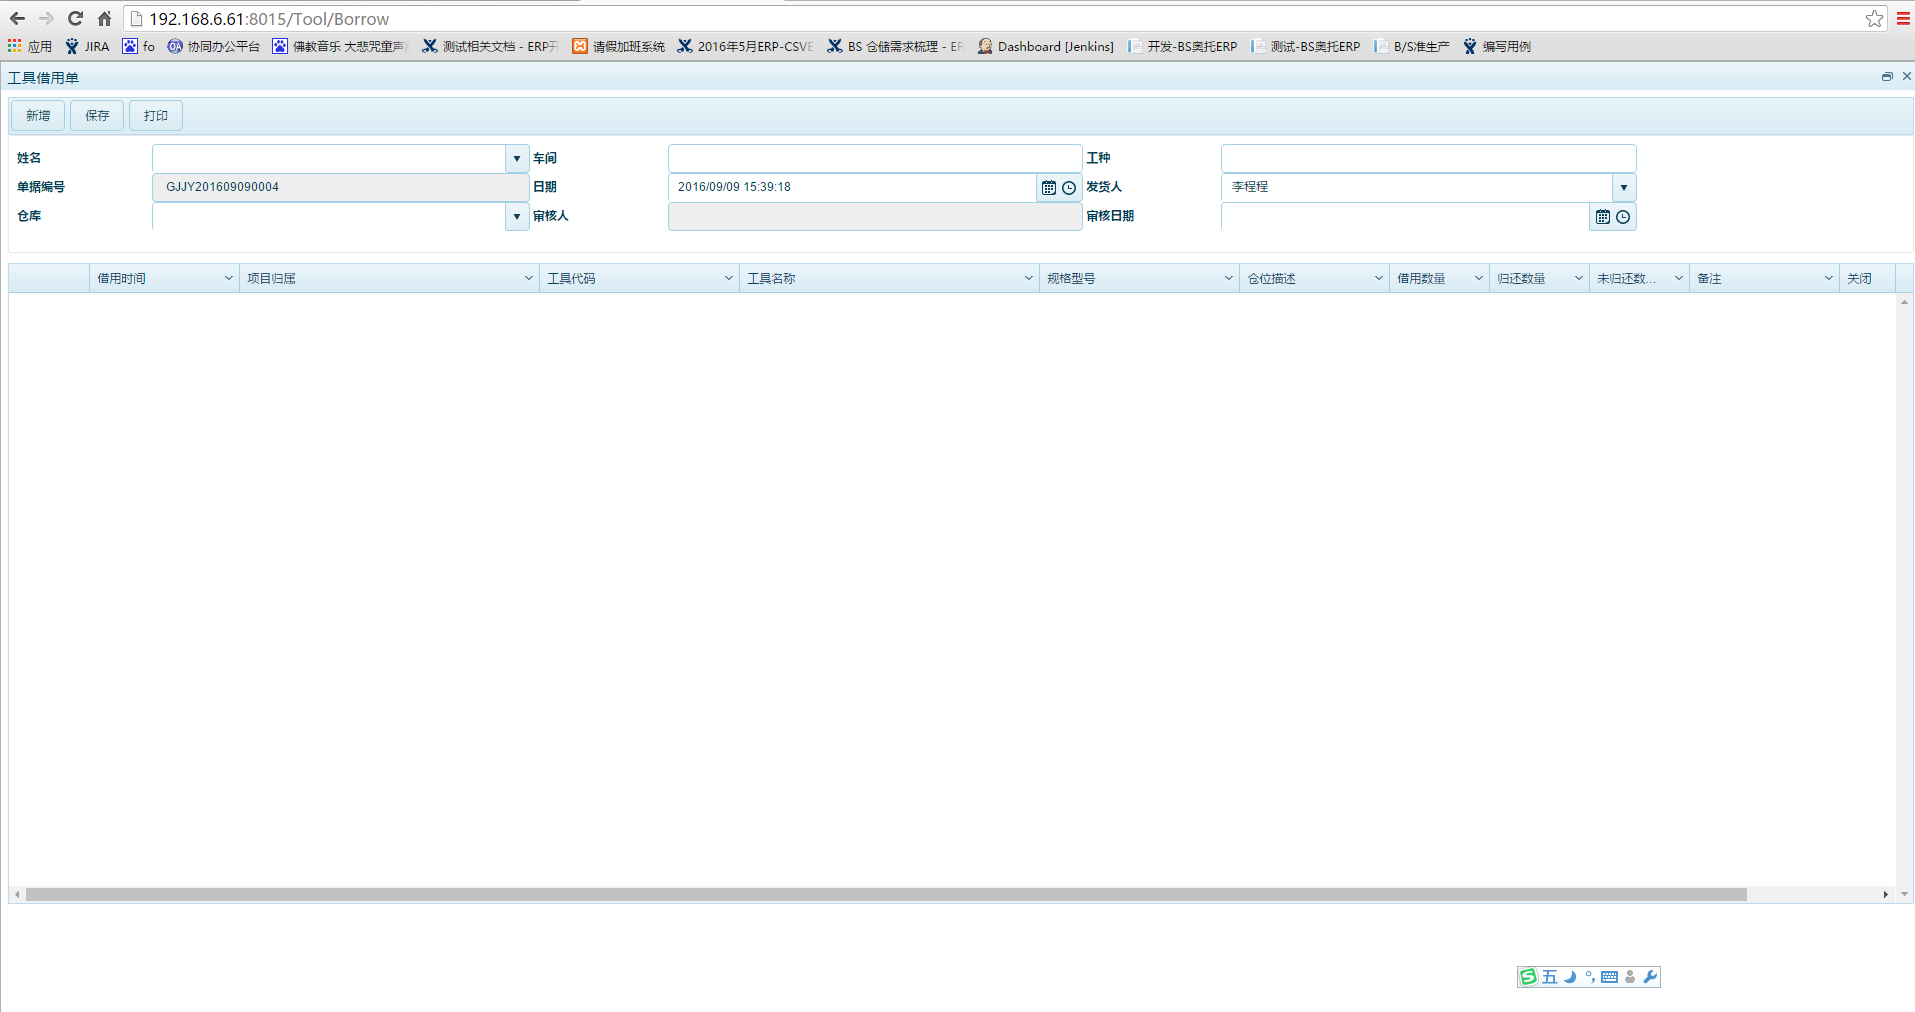 192.168.6.61:8015/Tool/Borrow
应用 JIRA fo 协同办公平台 佛教音乐 大悲咒童声 测试相关文档 - ERP开 请假加班系统 2016年5月ERP-CSVE BS 仓储需求梳理 - ER Dashboard [Jenkins] 开发-BS奥托ERP 测试-BS奥托ERP B/S准生产 编写用例
工具借用单
新增 保存 打印
姓名 车间 工种
单据编号 GJJY201609090004 日期 2016/09/09 15:39:18 发货人 李程程
仓库 审核人 审核日期
借用时间 项目归属 工具代码 工具名称 规格型号 仓位描述 借用数量 归还数量 未归还数... 备注 关闭
五